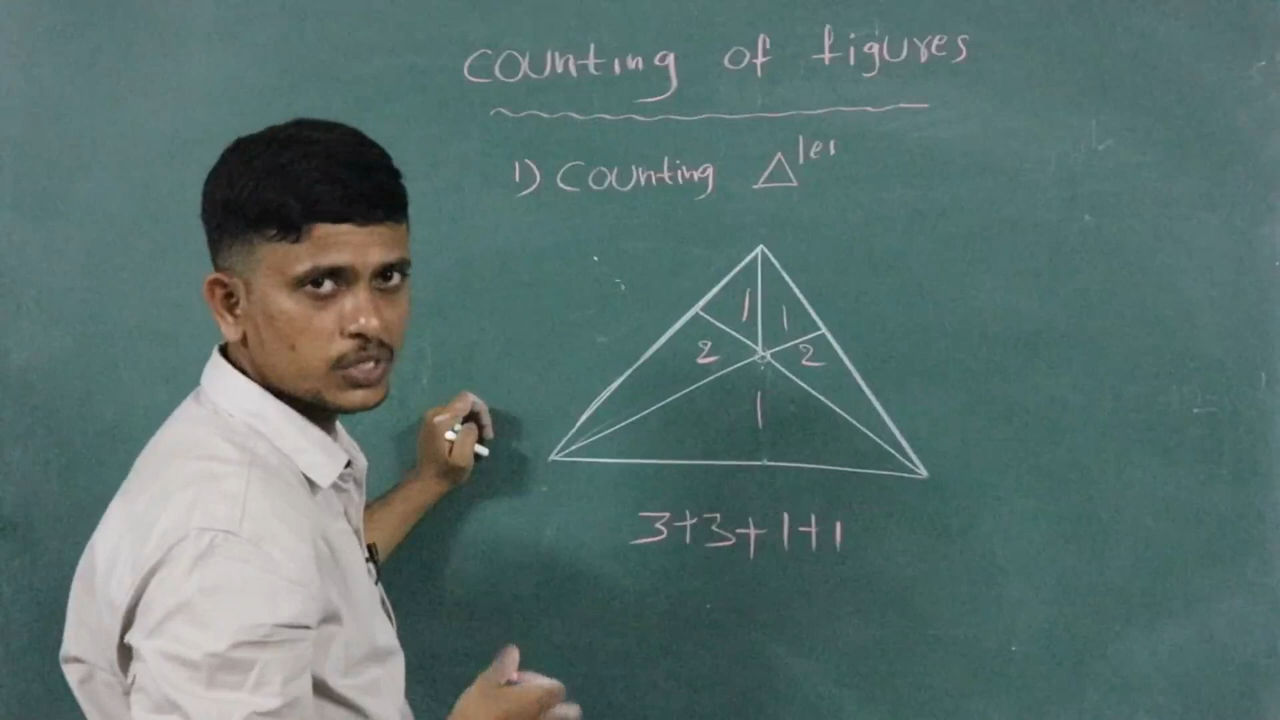 counting of figures
1) counting △les
1 1
2 2
1
3+3+1+1